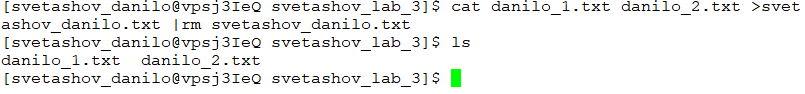 [svetashov_danilo@vpsj3IeQ svetashov_lab_3]$ cat danilo_1.txt danilo_2.txt >svet
ashov_danilo.txt |rm svetashov_danilo.txt
[svetashov_danilo@vpsj3IeQ svetashov_lab_3]$ ls
danilo_1.txt  danilo_2.txt
[svetashov_danilo@vpsj3IeQ svetashov_lab_3]$